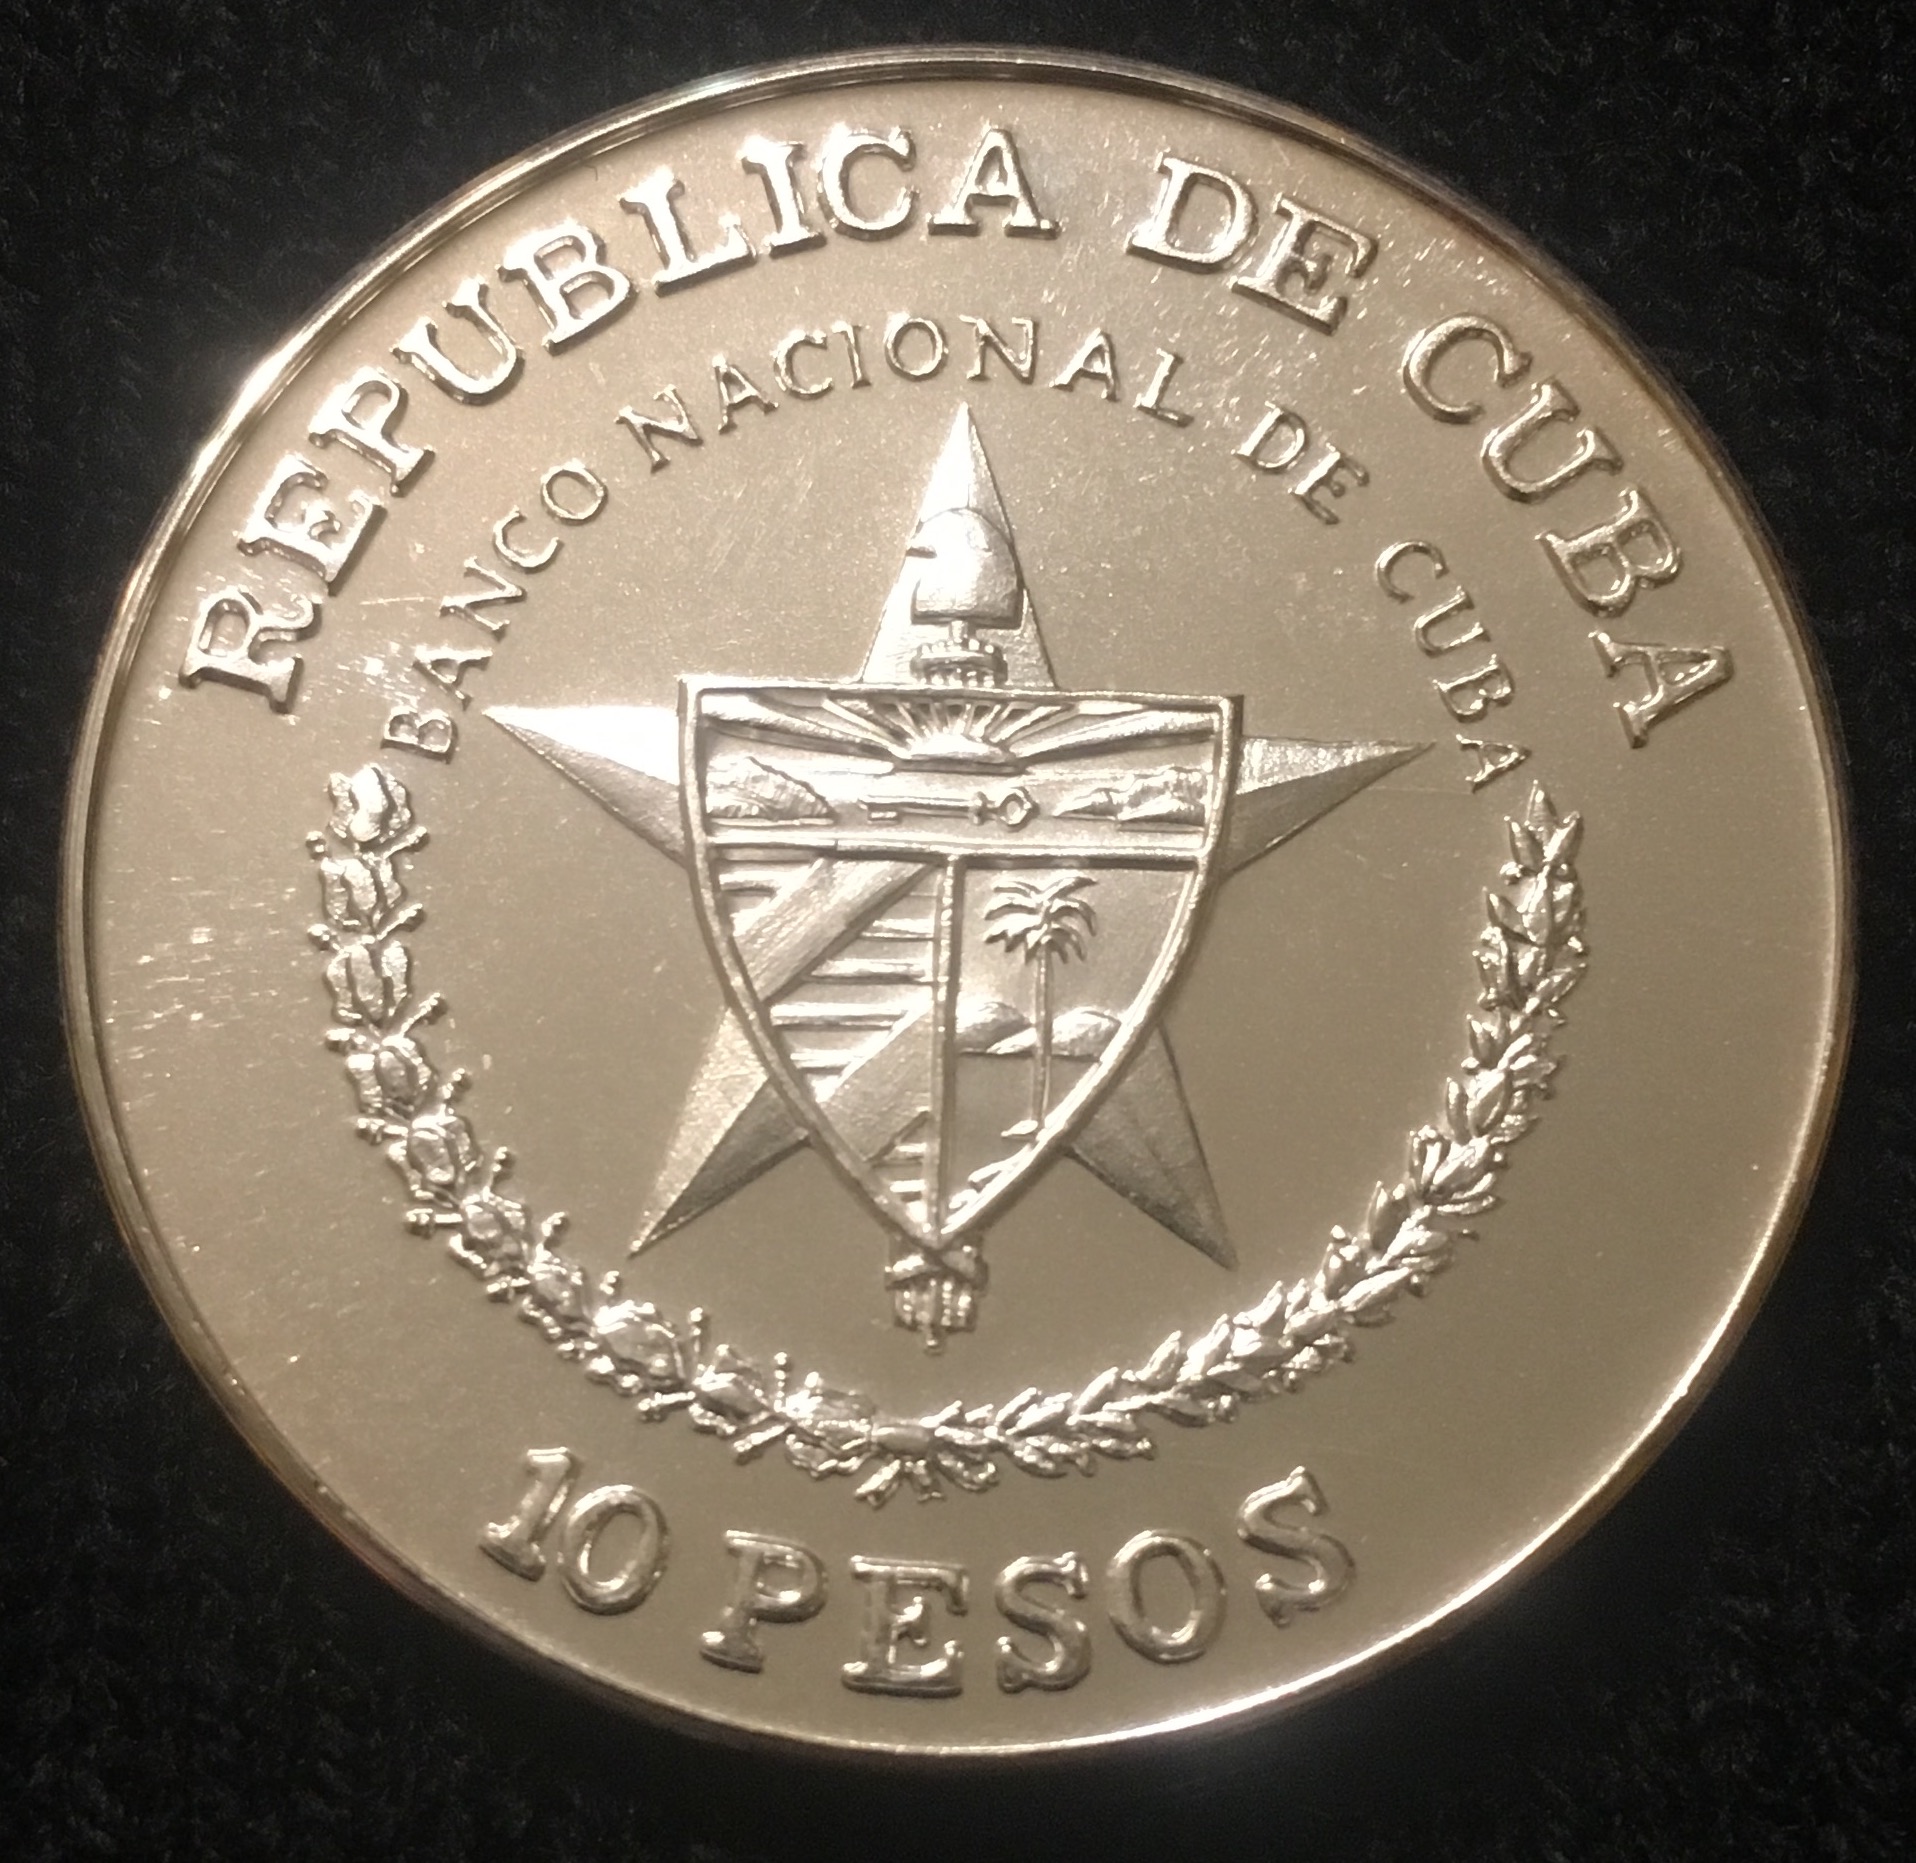 REPUBLICA DE CUBA
BANCO NACIONAL DE CUBA
10 PESOS